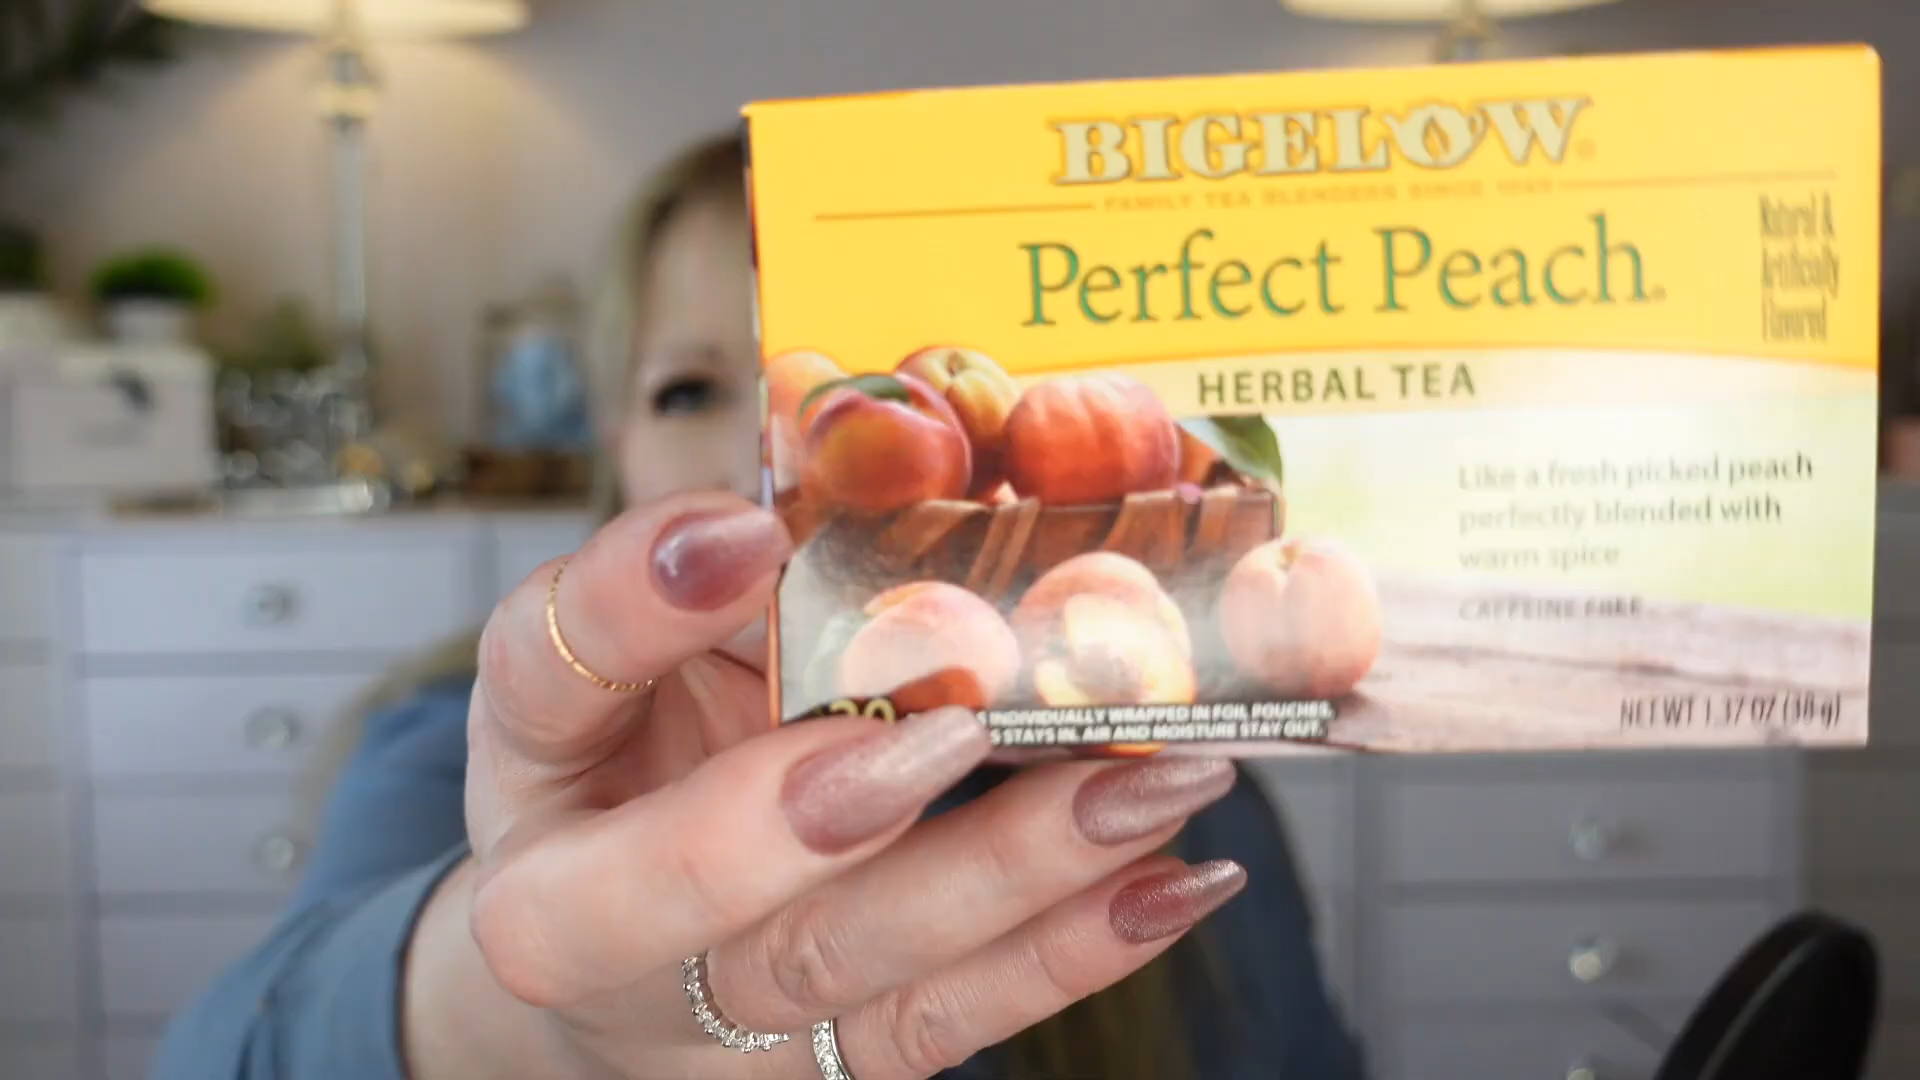 BIGELOW
FAMILY TEA BLENDERS SINCE 1945
Perfect Peach®
Natural &
Artificially
Flavored
HERBAL TEA
Like a fresh picked peach
perfectly blended with
warm spice
CAFFEINE FREE
20
INDIVIDUALLY WRAPPED IN FOIL POUCHES.
STAYS IN, AIR AND MOISTURE STAY OUT.
NET WT 1.37 OZ (38 g)